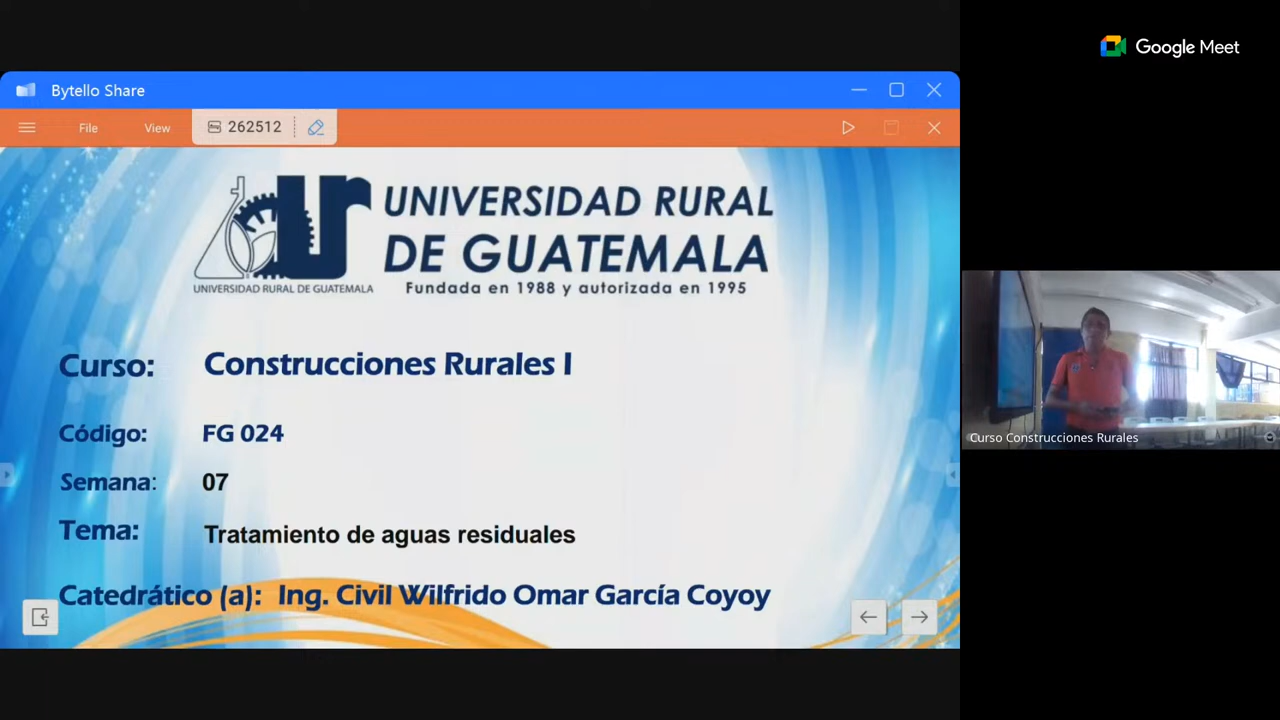 Google Meet
Bytello Share
File
View
262512
UNIVERSIDAD RURAL
DE GUATEMALA
Fundada en 1988 y autorizada en 1995
UNIVERSIDAD RURAL DE GUATEMALA
Curso: Construcciones Rurales I
Código: FG 024
Semana: 07
Tema: Tratamiento de aguas residuales
Catedrático (a): Ing. Civil Wilfrido Omar García Coyoy
Curso Construcciones Rurales